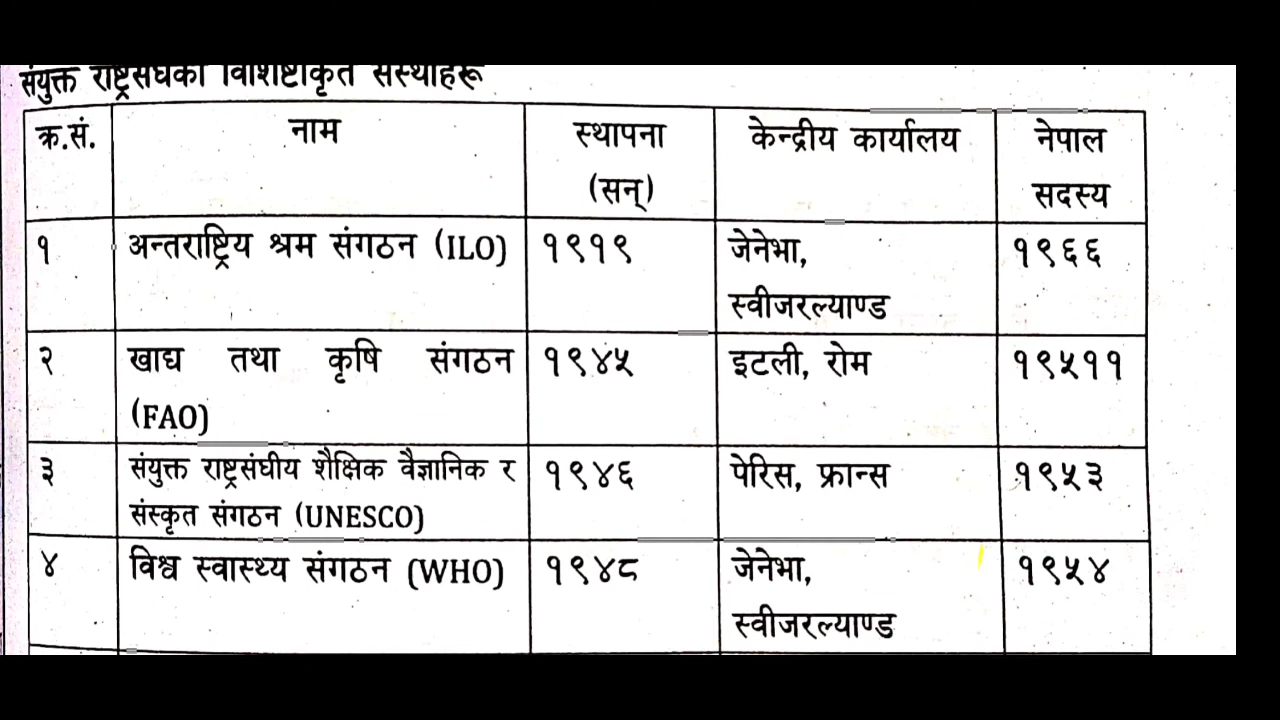 संयुक्त राष्ट्रसंघका विशिष्टीकृत संस्थाहरू
क्र.सं. नाम स्थापना केन्द्रीय कार्यालय नेपाल
(सन्) सदस्य
१ अन्तराष्ट्रिय श्रम संगठन (ILO) १९१९ जेनेभा, १९६६
स्वीजरल्याण्ड
२ खाद्य तथा कृषि संगठन १९४५ इटली, रोम १९५११
(FAO)
३ संयुक्त राष्ट्रसंघीय शैक्षिक वैज्ञानिक र १९४६ पेरिस, फ्रान्स १९५३
संस्कृत संगठन (UNESCO)
४ विश्व स्वास्थ्य संगठन (WHO) १९४८ जेनेभा, १९५४
स्वीजरल्याण्ड